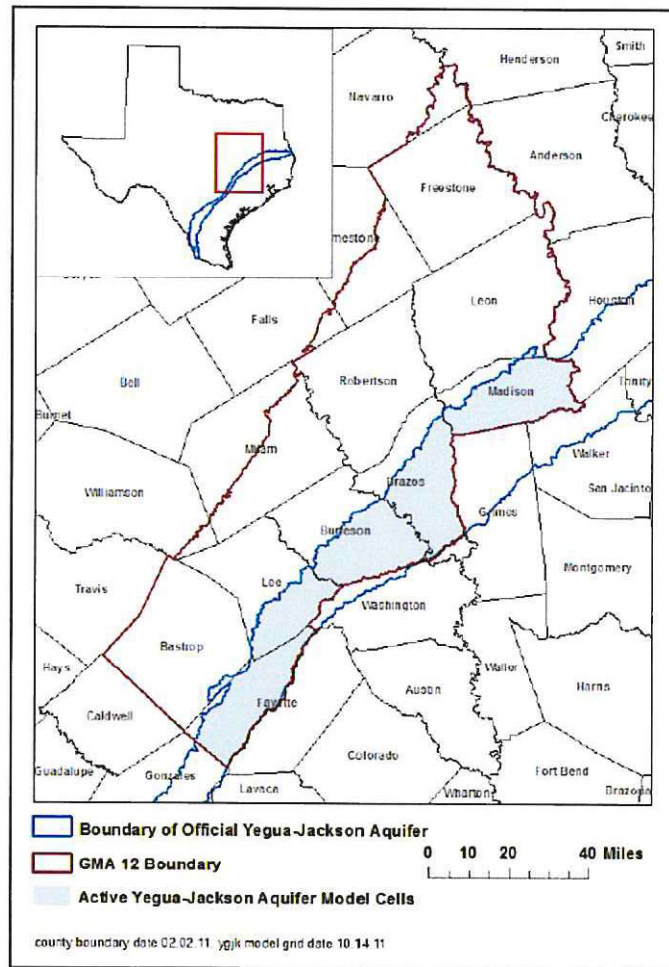 Smith
Henderson
Navarro
Cherokee
Anderson
Freestone
mestone
Leon
Houston
Falls
Robertson
Madison
Trinity
Bell
Burnet
Milam
Walker
Brazos
Grimes
San Jacinto
Williamson
Burleson
Montgomery
Lee
Travis
Washington
Bastrop
Waller
Hays
Austin
Harris
Fayette
Caldwell
Colorado
Guadalupe
Gonzales
Fort Bend
Lavaca
Wharton
Brazoria
Boundary of Official Yegua-Jackson Aquifer
GMA 12 Boundary
0 10 20 40 Miles
Active Yegua-Jackson Aquifer Model Cells
county boundary date 02.02.11. ygjk model grid date 10.14.11